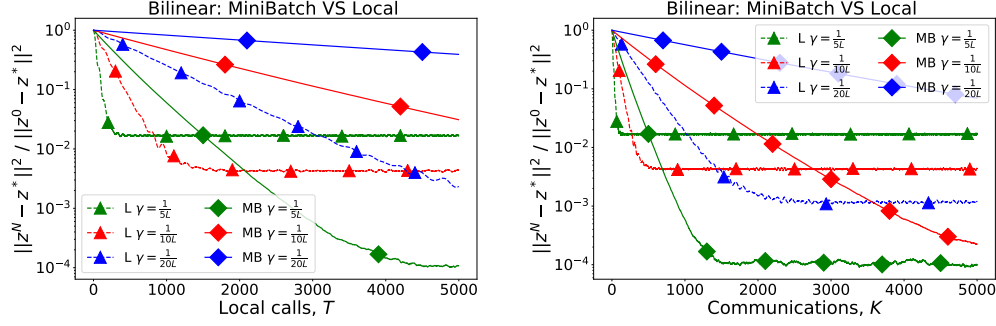 Bilinear: MiniBatch VS Local
||z^N − z^*||^2 / ||z^0 − z^*||^2
10^0
10^−1
10^−2
10^−3
10^−4
L γ = 1/5L
L γ = 1/10L
L γ = 1/20L
MB γ = 1/5L
MB γ = 1/10L
MB γ = 1/20L
0 1000 2000 3000 4000 5000
Local calls, T
Bilinear: MiniBatch VS Local
||z^N − z^*||^2 / ||z^0 − z^*||^2
10^0
10^−1
10^−2
10^−3
10^−4
L γ = 1/5L
L γ = 1/10L
L γ = 1/20L
MB γ = 1/5L
MB γ = 1/10L
MB γ = 1/20L
0 1000 2000 3000 4000 5000
Communications, K